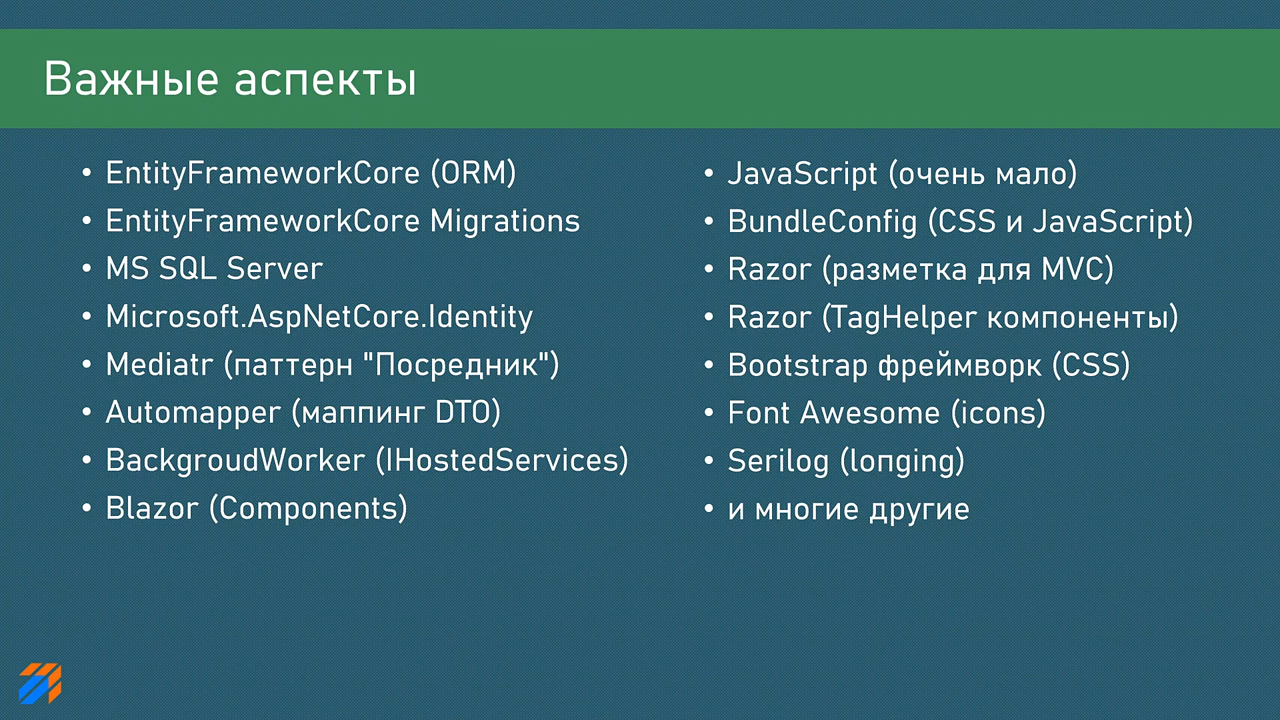 Важные аспекты
• EntityFrameworkCore (ORM)
• EntityFrameworkCore Migrations
• MS SQL Server
• Microsoft.AspNetCore.Identity
• Mediatr (паттерн "Посредник")
• Automapper (маппинг DTO)
• BackgroudWorker (IHostedServices)
• Blazor (Components)
• JavaScript (очень мало)
• BundleConfig (CSS и JavaScript)
• Razor (разметка для MVC)
• Razor (TagHelper компоненты)
• Bootstrap фреймворк (CSS)
• Font Awesome (icons)
• Serilog (loпging)
• и многие другие